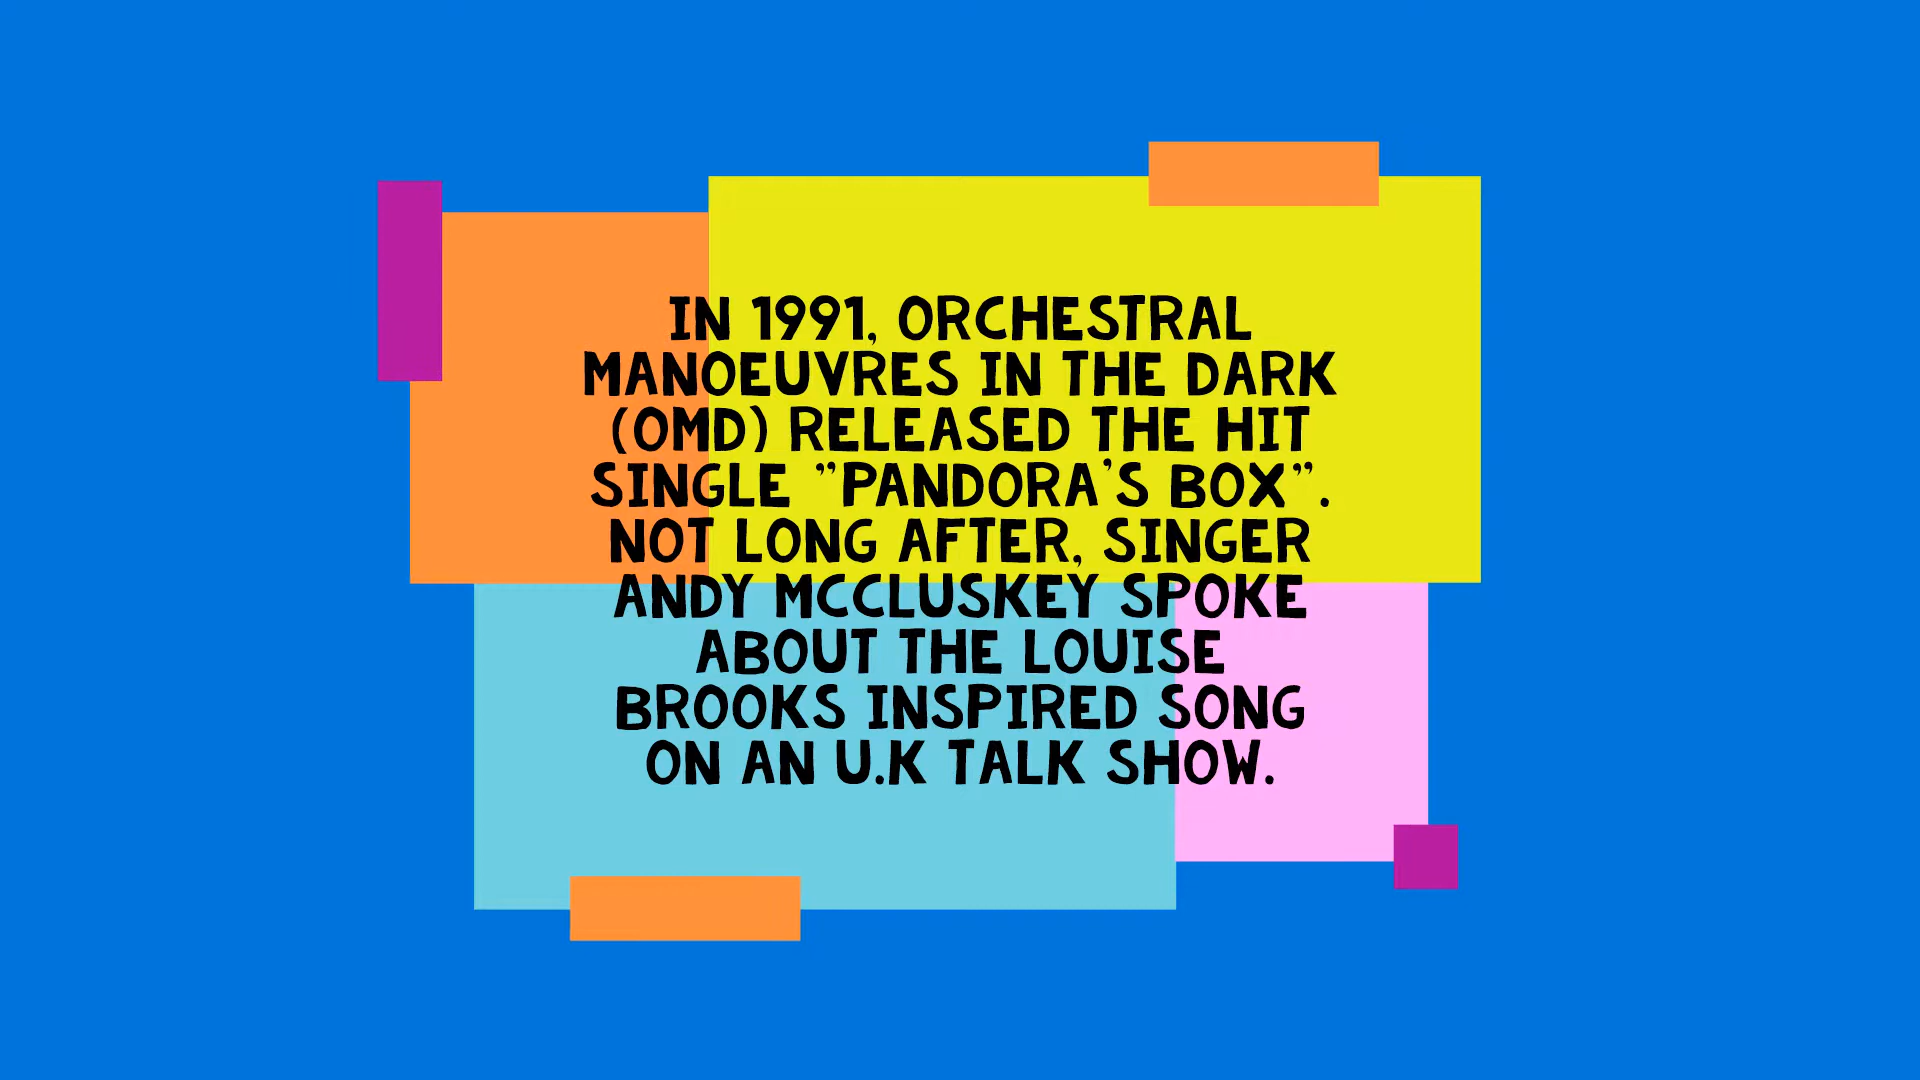 IN 1991, ORCHESTRAL
MANOEUVRES IN THE DARK
(OMD) RELEASED THE HIT
SINGLE "PANDORA'S BOX".
NOT LONG AFTER, SINGER
ANDY MCCLUSKEY SPOKE
ABOUT THE LOUISE
BROOKS INSPIRED SONG
ON AN U.K TALK SHOW.